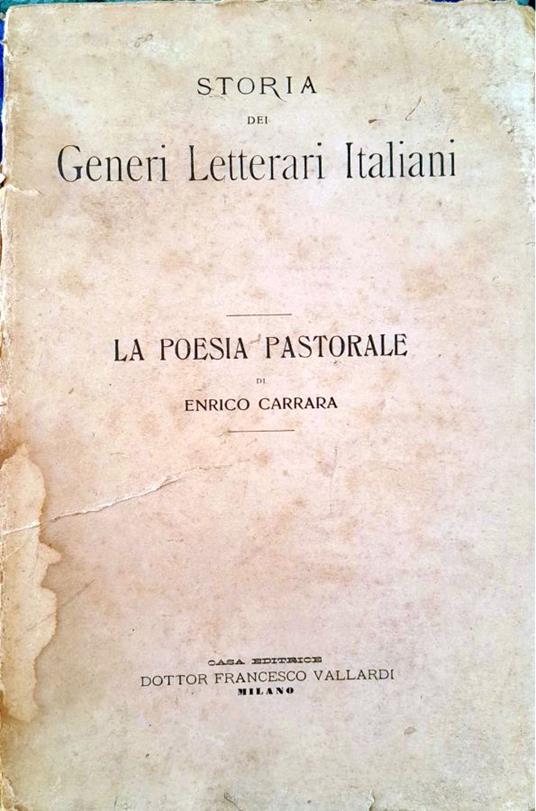 STORIA
DEI
Generi Letterari Italiani
LA POESIA PASTORALE
DI
ENRICO CARRARA
CASA EDITRICE
DOTTOR FRANCESCO VALLARDI
MILANO